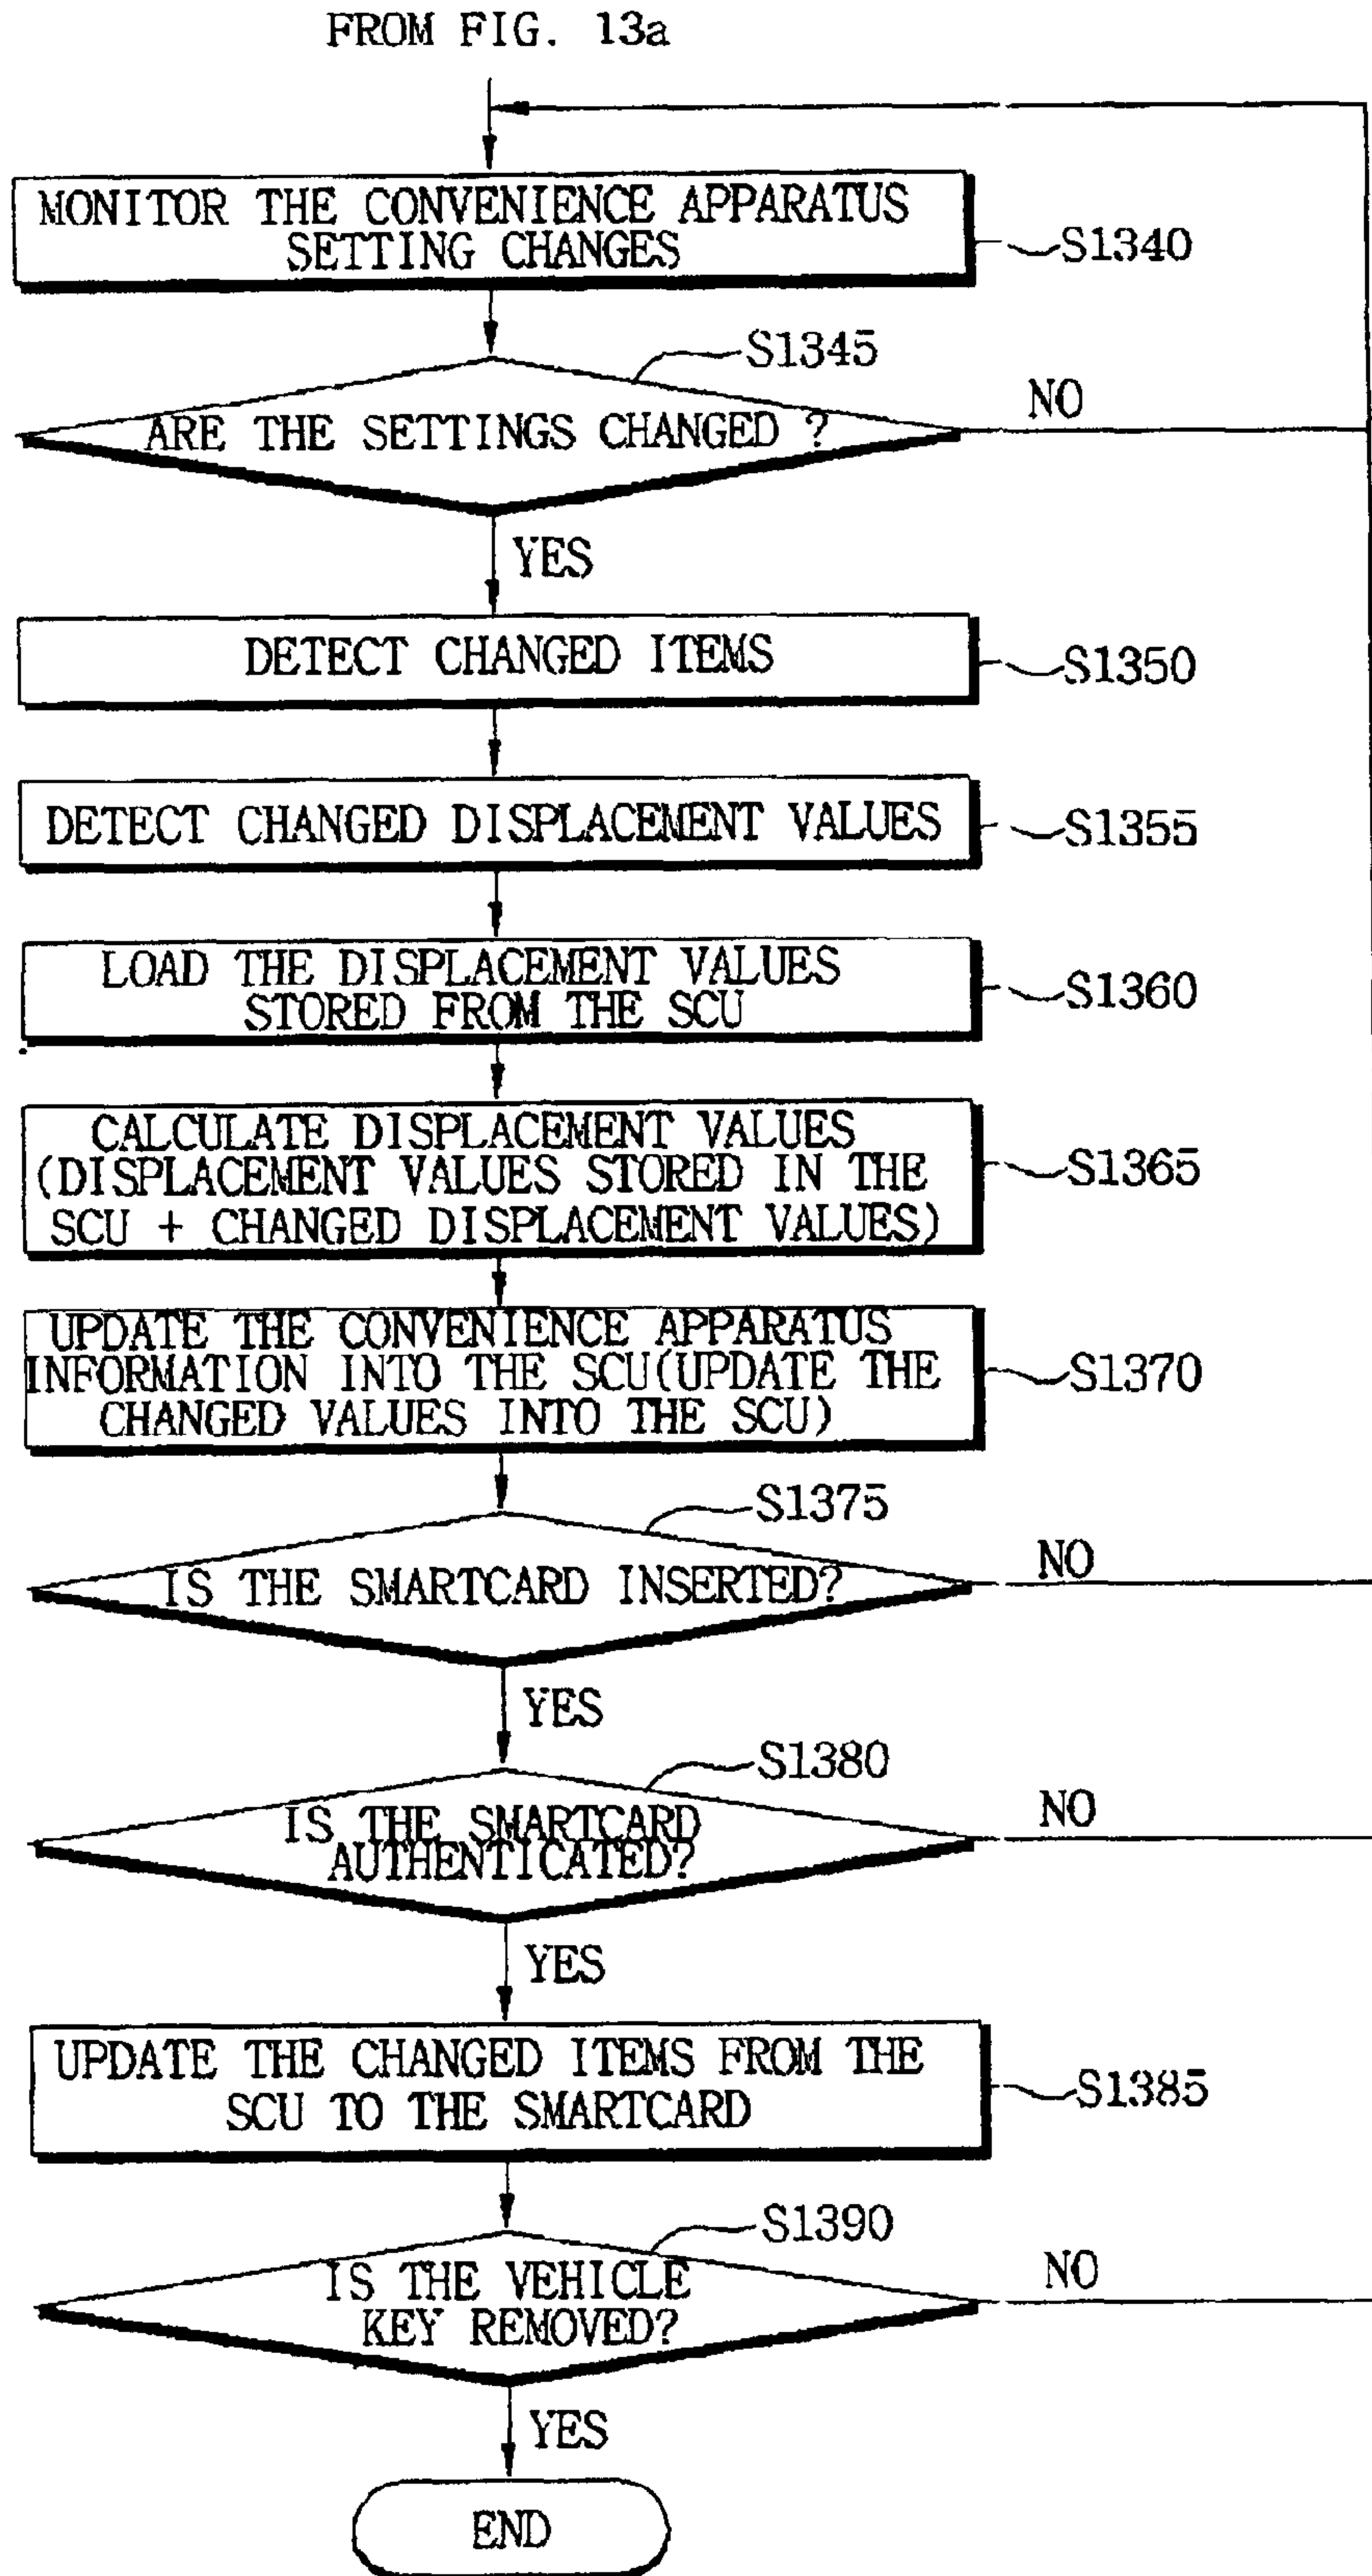 FROM FIG. 13a
MONITOR THE CONVENIENCE APPARATUS
SETTING CHANGES
S1340
S1345
ARE THE SETTINGS CHANGED ?
NO
YES
DETECT CHANGED ITEMS
S1350
DETECT CHANGED DISPLACEMENT VALUES
S1355
LOAD THE DISPLACEMENT VALUES
STORED FROM THE SCU
S1360
CALCULATE DISPLACEMENT VALUES
(DISPLACEMENT VALUES STORED IN THE
SCU + CHANGED DISPLACEMENT VALUES)
S1365
UPDATE THE CONVENIENCE APPARATUS
INFORMATION INTO THE SCU(UPDATE THE
CHANGED VALUES INTO THE SCU)
S1370
S1375
IS THE SMARTCARD INSERTED?
NO
YES
S1380
IS THE SMARTCARD
AUTHENTICATED?
NO
YES
UPDATE THE CHANGED ITEMS FROM THE
SCU TO THE SMARTCARD
S1385
S1390
IS THE VEHICLE
KEY REMOVED?
NO
YES
END